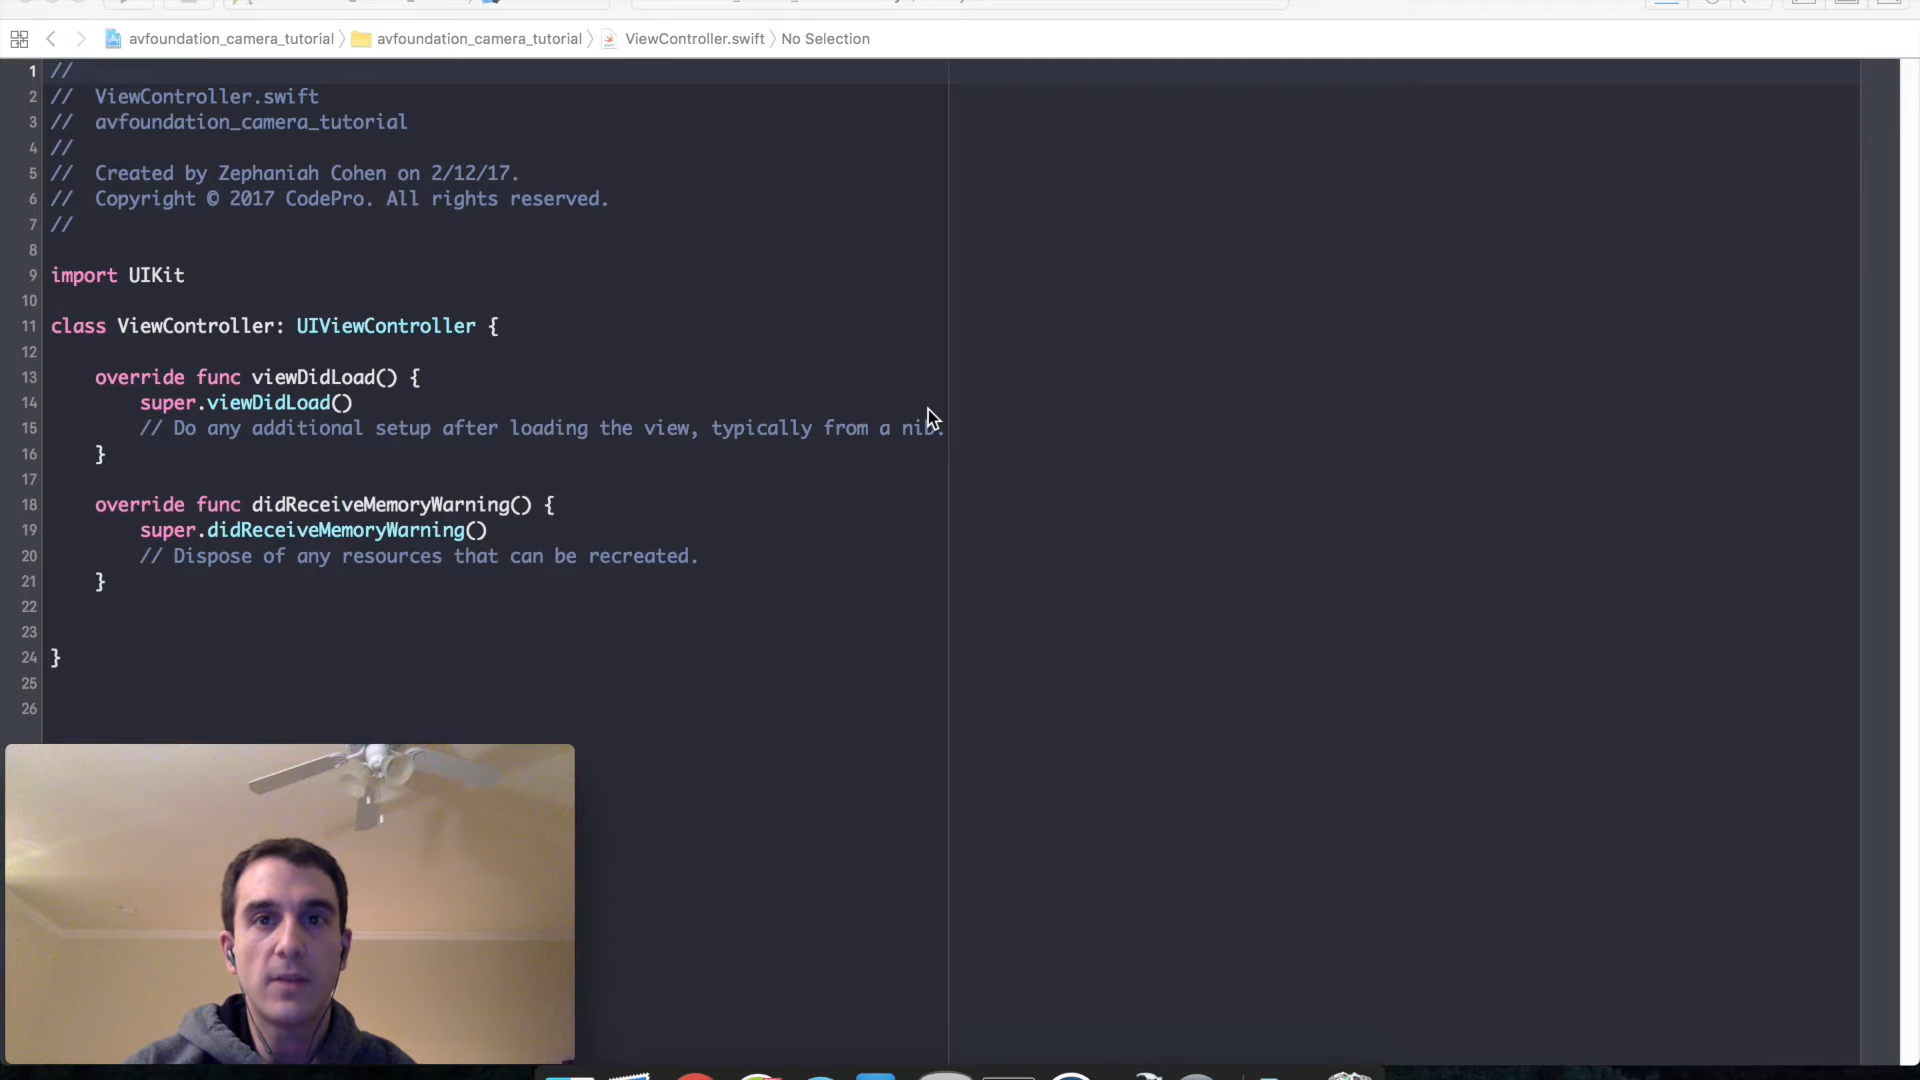 avfoundation_camera_tutorial avfoundation_camera_tutorial ViewController.swift No Selection
1 //
2 // ViewController.swift
3 // avfoundation_camera_tutorial
4 //
5 // Created by Zephaniah Cohen on 2/12/17.
6 // Copyright © 2017 CodePro. All rights reserved.
7 //
8
9 import UIKit
10
11 class ViewController: UIViewController {
12
13 override func viewDidLoad() {
14 super.viewDidLoad()
15 // Do any additional setup after loading the view, typically from a nib.
16 }
17
18 override func didReceiveMemoryWarning() {
19 super.didReceiveMemoryWarning()
20 // Dispose of any resources that can be recreated.
21 }
22
23
24 }
25
26